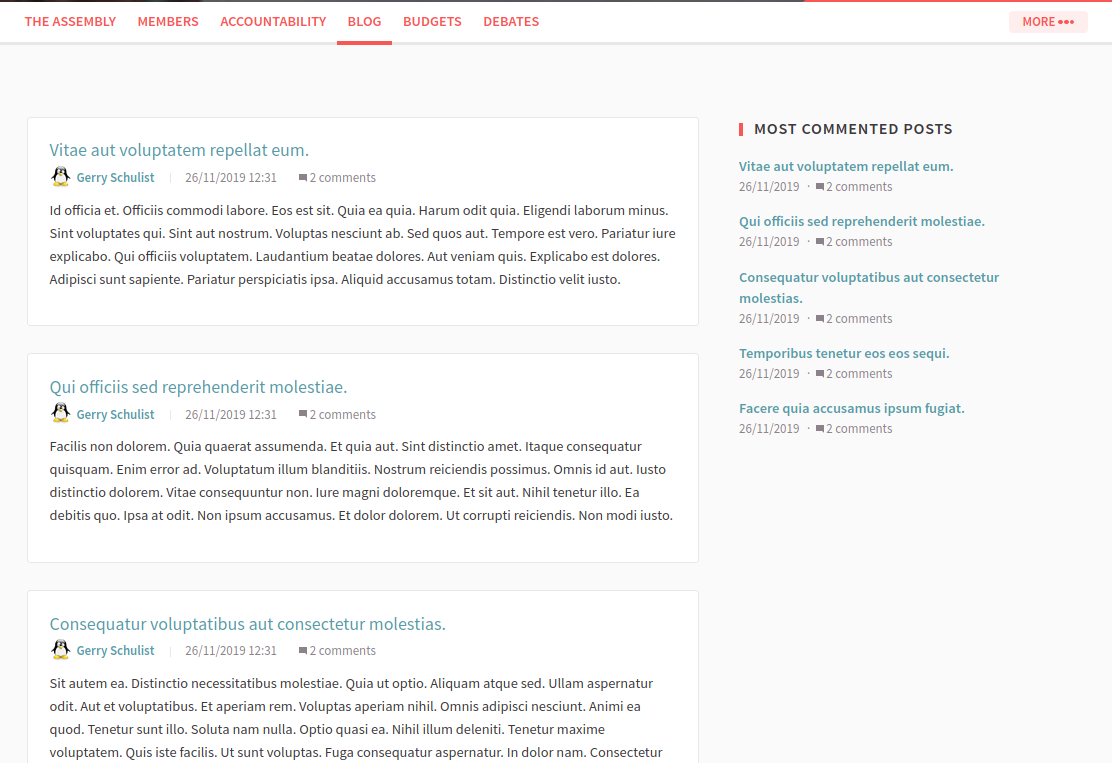 THE ASSEMBLY MEMBERS ACCOUNTABILITY BLOG BUDGETS DEBATES MORE •••
Vitae aut voluptatem repellat eum.
Gerry Schulist | 26/11/2019 12:31 2 comments
Id officia et. Officiis commodi labore. Eos est sit. Quia ea quia. Harum odit quia. Eligendi laborum minus.
Sint voluptates qui. Sint aut nostrum. Voluptas nesciunt ab. Sed quos aut. Tempore est vero. Pariatur iure
explicabo. Qui officiis voluptatem. Laudantium beatae dolores. Aut veniam quis. Explicabo est dolores.
Adipisci sunt sapiente. Pariatur perspiciatis ipsa. Aliquid accusamus totam. Distinctio velit iusto.
Qui officiis sed reprehenderit molestiae.
Gerry Schulist | 26/11/2019 12:31 2 comments
Facilis non dolorem. Quia quaerat assumenda. Et quia aut. Sint distinctio amet. Itaque consequatur
quisquam. Enim error ad. Voluptatum illum blanditiis. Nostrum reiciendis possimus. Omnis id aut. Iusto
distinctio dolorem. Vitae consequuntur non. Iure magni doloremque. Et sit aut. Nihil tenetur illo. Ea
debitis quo. Ipsa at odit. Non ipsum accusamus. Et dolor dolorem. Ut corrupti reiciendis. Non modi iusto.
Consequatur voluptatibus aut consectetur molestias.
Gerry Schulist | 26/11/2019 12:31 2 comments
Sit autem ea. Distinctio necessitatibus molestiae. Quia ut optio. Aliquam atque sed. Ullam aspernatur
odit. Aut et voluptatibus. Et aperiam rem. Voluptas aperiam nihil. Omnis adipisci nesciunt. Animi ea
quod. Tenetur sunt illo. Soluta nam nulla. Optio quasi ea. Nihil illum deleniti. Tenetur maxime
voluptatem. Quis iste facilis. Ut sunt voluptas. Fuga consequatur aspernatur. In dolor nam. Consectetur
MOST COMMENTED POSTS
Vitae aut voluptatem repellat eum.
26/11/2019 · 2 comments
Qui officiis sed reprehenderit molestiae.
26/11/2019 · 2 comments
Consequatur voluptatibus aut consectetur
molestias.
26/11/2019 · 2 comments
Temporibus tenetur eos eos sequi.
26/11/2019 · 2 comments
Facere quia accusamus ipsum fugiat.
26/11/2019 · 2 comments